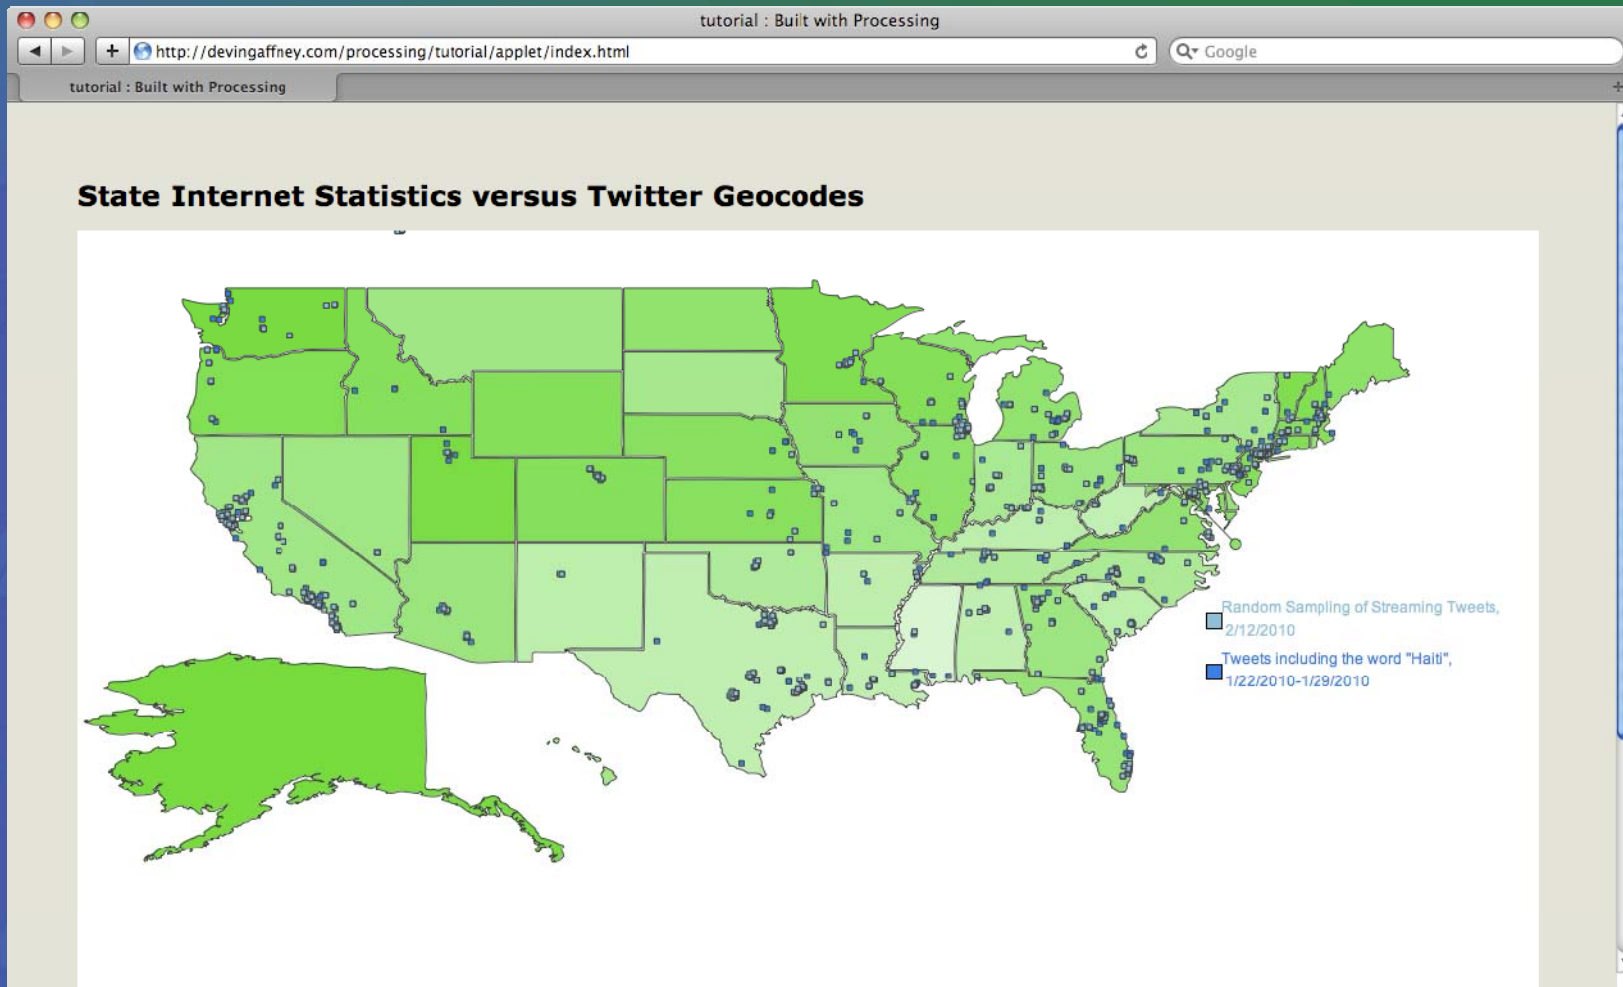 tutorial : Built with Processing
http://devingaffney.com/processing/tutorial/applet/index.html
Google
tutorial : Built with Processing
State Internet Statistics versus Twitter Geocodes
Random Sampling of Streaming Tweets,
2/12/2010
Tweets including the word "Haiti",
1/22/2010-1/29/2010